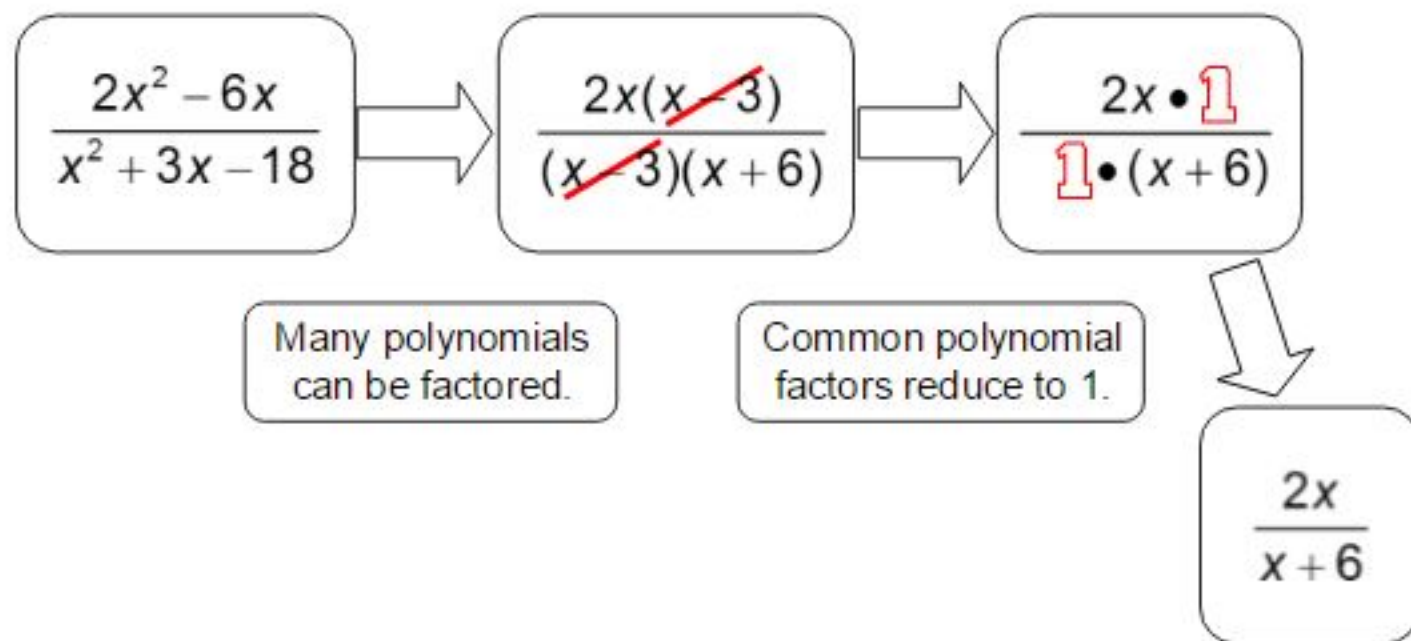 2x² – 6x
x² + 3x – 18
2x(x – 3)
(x – 3)(x + 6)
2x • 1
1 • (x + 6)
Many polynomials
can be factored.
Common polynomial
factors reduce to 1.
2x
x + 6